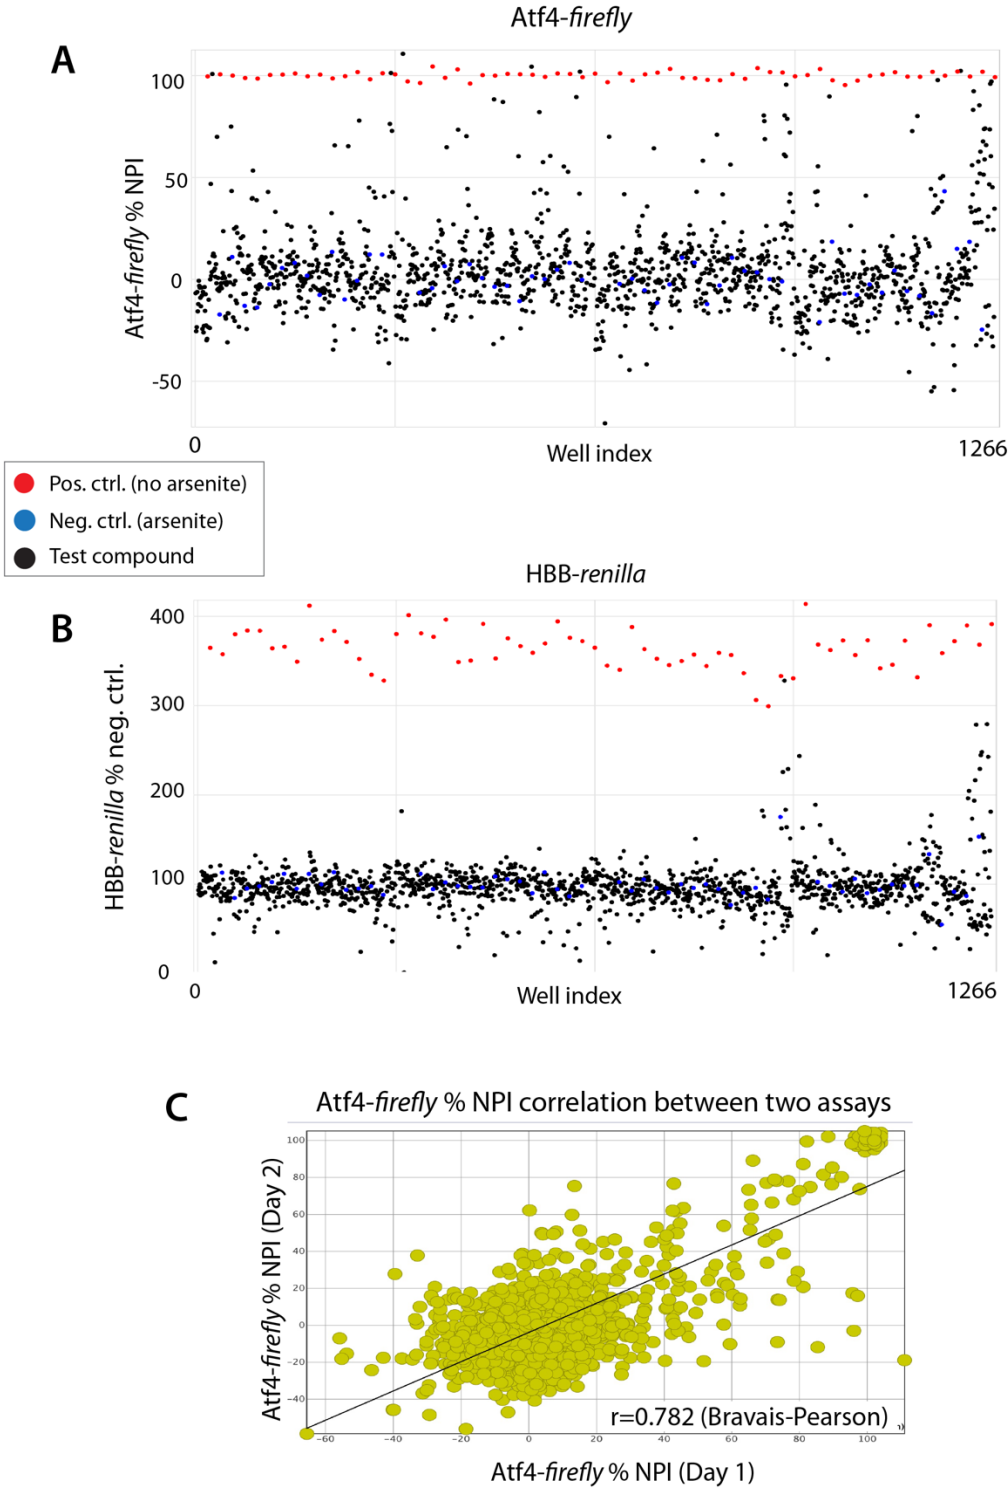 Atf4-firefly
A
100
50
0
-50
Atf4-firefly % NPI
0
Well index
1266
Pos. ctrl. (no arsenite)
Neg. ctrl. (arsenite)
Test compound
HBB-renilla
B
400
300
200
100
0
HBB-renilla % neg. ctrl.
0
Well index
1266
C
Atf4-firefly % NPI correlation between two assays
100
80
60
40
20
0
−20
−40
Atf4-firefly % NPI (Day 2)
r=0.782 (Bravais-Pearson)
1)
−60 −40 −20 0 20 40 60 80 100
Atf4-firefly % NPI (Day 1)